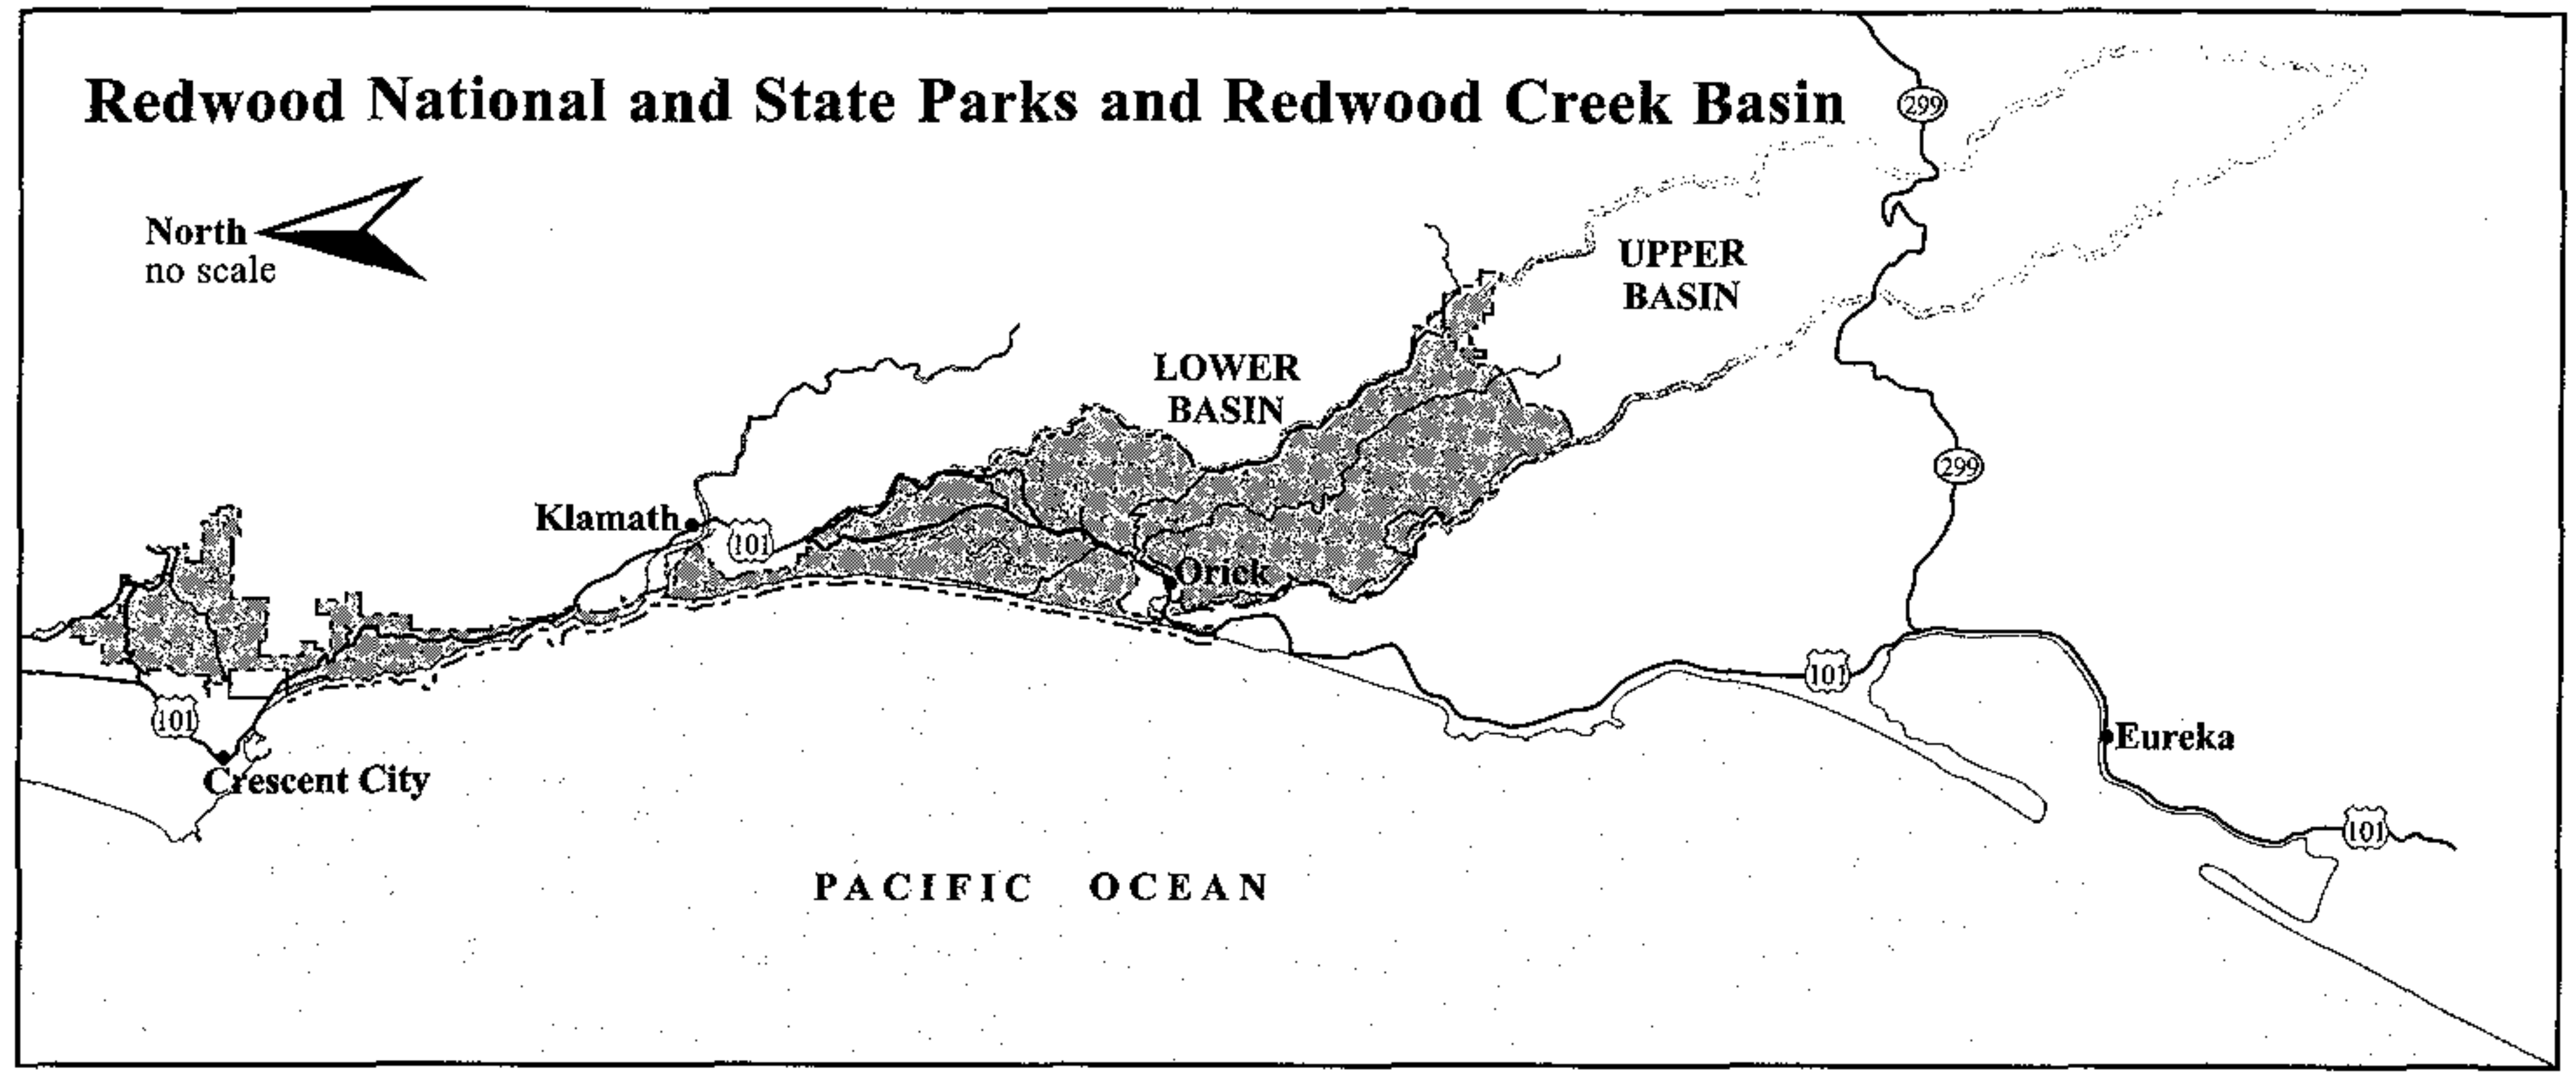 Redwood National and State Parks and Redwood Creek Basin
299
North
no scale
UPPER
BASIN
LOWER
BASIN
299
Klamath
101
Orick
101
101
Eureka
Crescent City
101
PACIFIC OCEAN